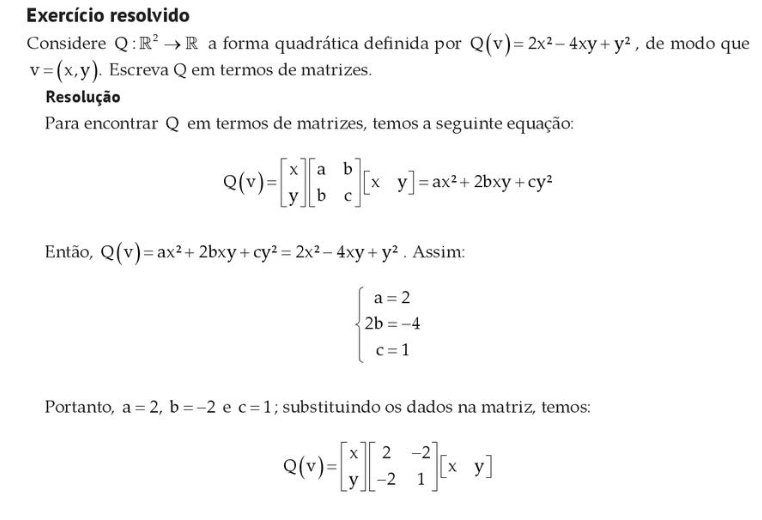 Exercício resolvido
Considere Q : ℝ² → ℝ a forma quadrática definida por Q(v) = 2x² – 4xy + y² , de modo que
v = (x, y). Escreva Q em termos de matrizes.
Resolução
Para encontrar Q em termos de matrizes, temos a seguinte equação:
Q(v) = [x y] [a b b c] [x y] = ax² + 2bxy + cy²
Então, Q(v) = ax² + 2bxy + cy² = 2x² – 4xy + y² . Assim:
a = 2
2b = –4
c = 1
Portanto, a = 2, b = –2 e c = 1; substituindo os dados na matriz, temos:
Q(v) = [x y] [2 –2 –2 1] [x y]